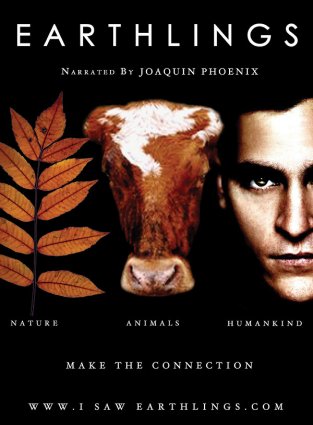 EARTHLINGS
NARRATED BY JOAQUIN PHOENIX
NATURE ANIMALS HUMANKIND
MAKE THE CONNECTION
WWW.I SAW EARTHLINGS.COM